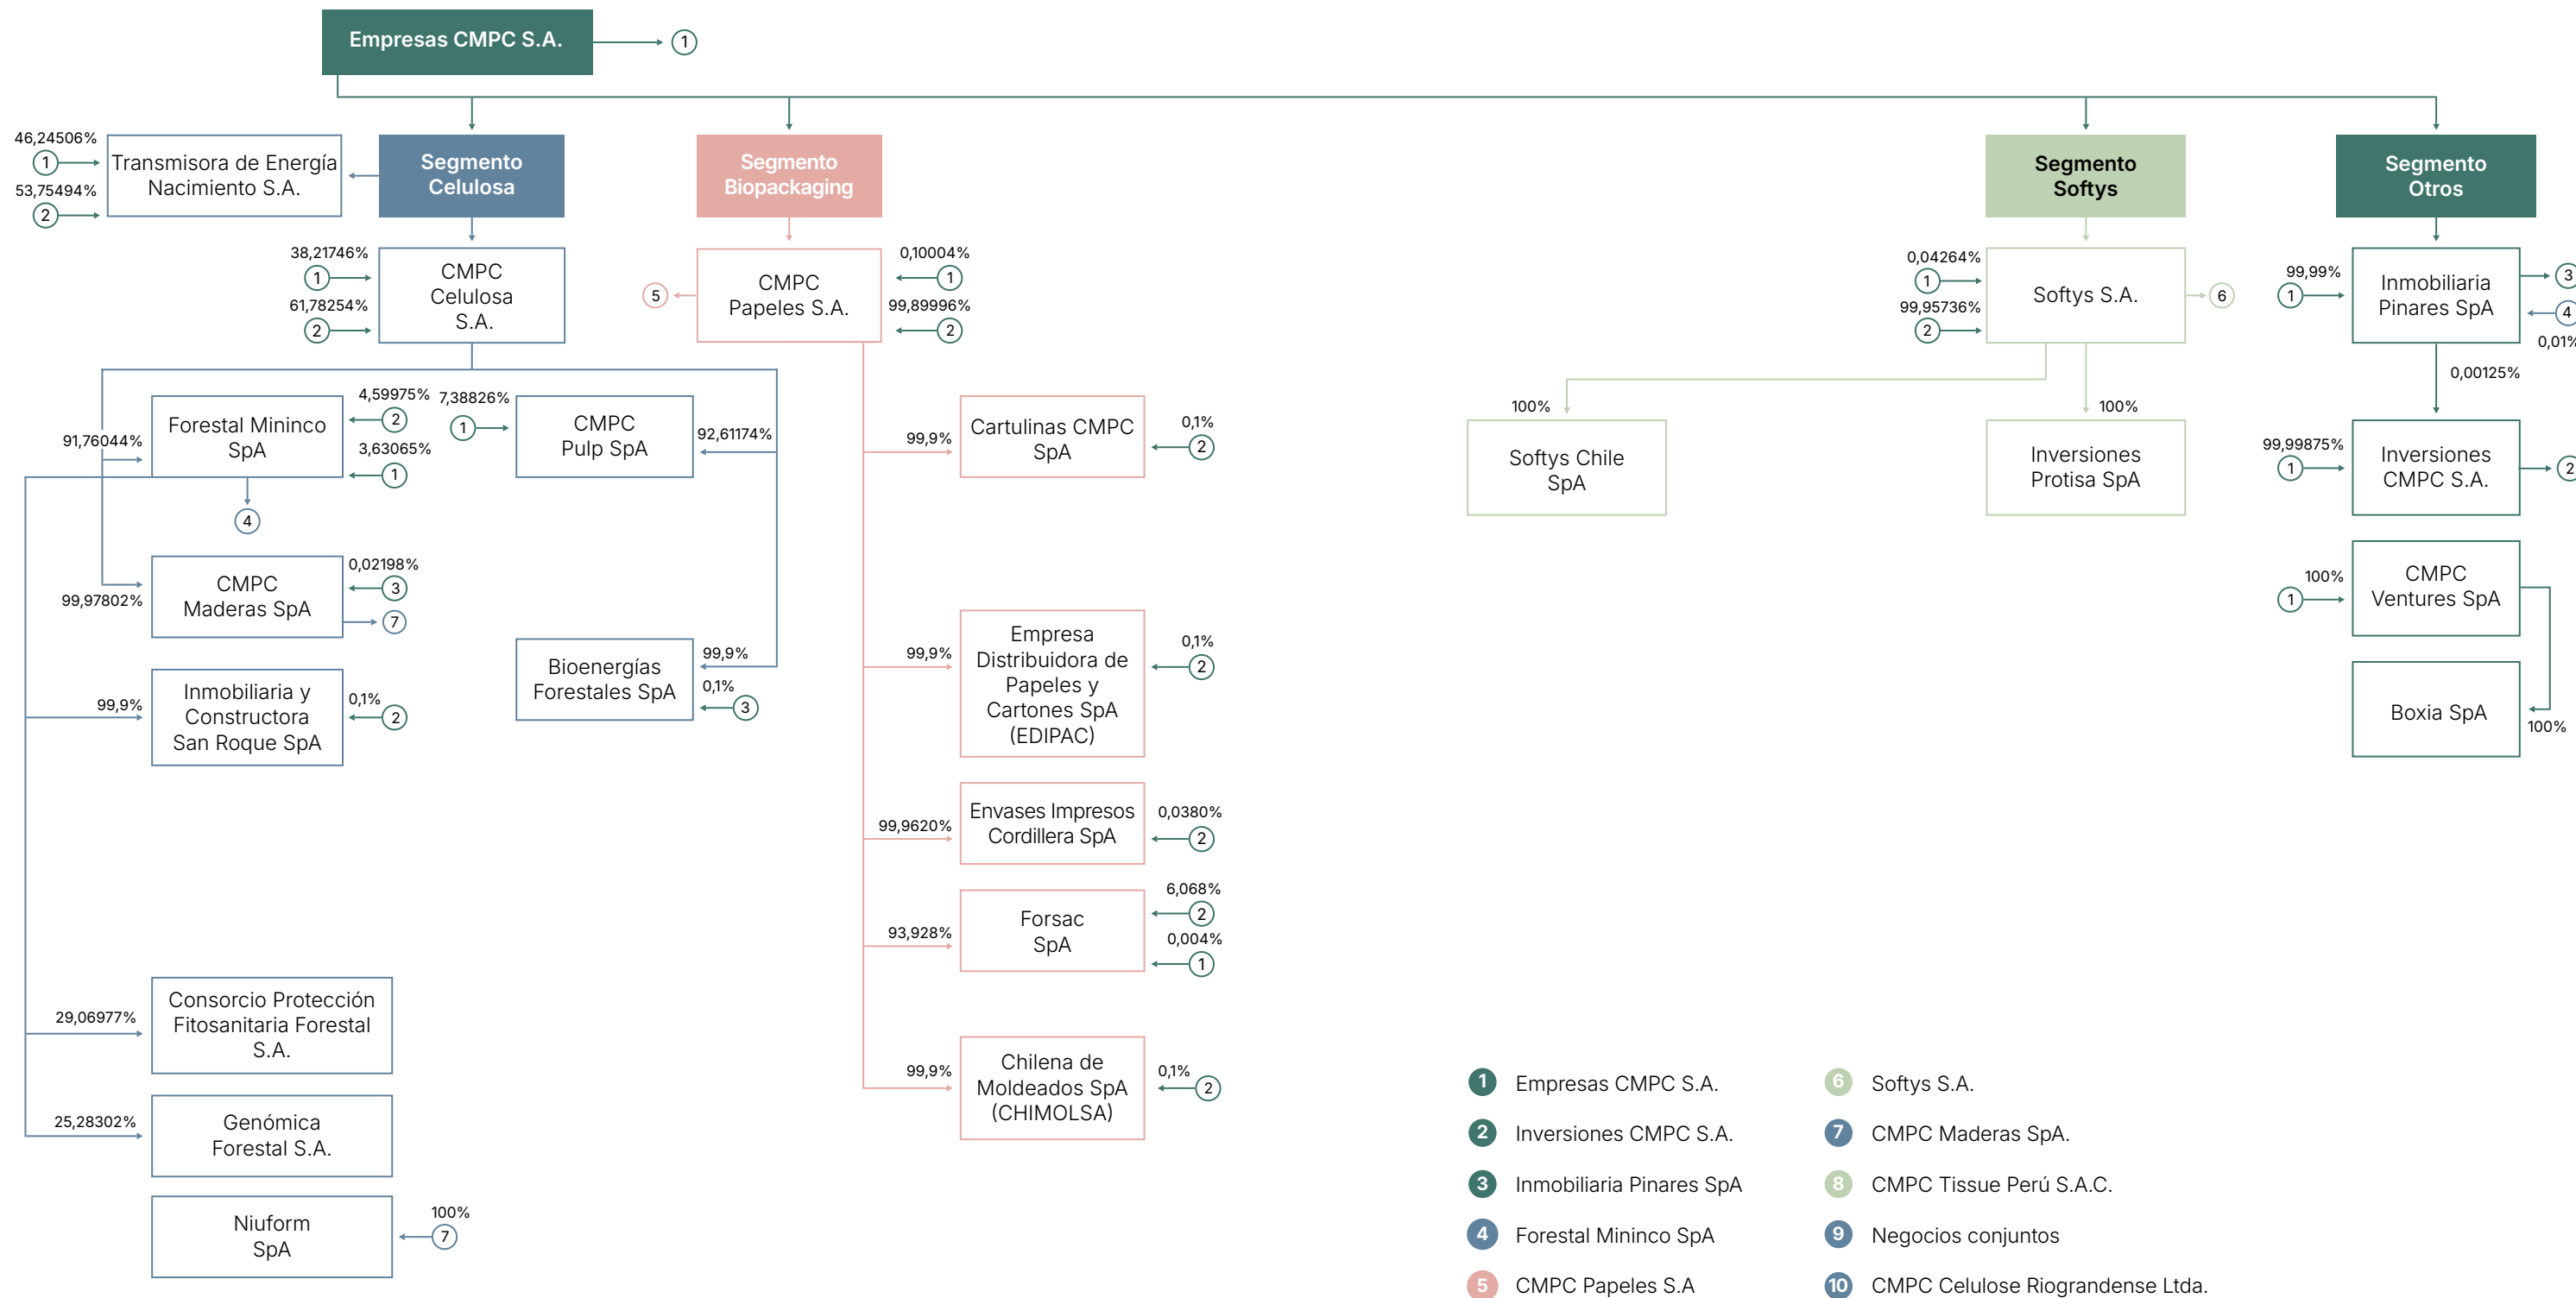 Empresas CMPC S.A.
1
46,24506%
1
53,75494%
2
Transmisora de Energía
Nacimiento S.A.
Segmento
Celulosa
Segmento
Biopackaging
Segmento
Softys
Segmento
Otros
38,21746%
1
61,78254%
2
CMPC
Celulosa
S.A.
5
CMPC
Papeles S.A.
0,10004%
1
99,89996%
2
0,04264%
1
99,95736%
2
Softys S.A.
6
99,99%
1
Inmobiliaria
Pinares SpA
3
4
0,01%
0,00125%
91,76044%
Forestal Mininco
SpA
4,59975%
2
3,63065%
1
4
7,38826%
1
CMPC
Pulp SpA
92,61174%
99,9%
Cartulinas CMPC
SpA
0,1%
2
100%
Softys Chile
SpA
100%
Inversiones
Protisa SpA
99,99875%
1
Inversiones
CMPC S.A.
2
99,97802%
CMPC
Maderas SpA
0,02198%
3
7
100%
1
CMPC
Ventures SpA
Bioenergías
Forestales SpA
99,9%
0,1%
3
99,9%
Empresa
Distribuidora de
Papeles y
Cartones SpA
(EDIPAC)
0,1%
2
Boxia SpA
100%
99,9%
Inmobiliaria y
Constructora
San Roque SpA
0,1%
2
99,9620%
Envases Impresos
Cordillera SpA
0,0380%
2
93,928%
Forsac
SpA
6,068%
2
0,004%
1
29,06977%
Consorcio Protección
Fitosanitaria Forestal
S.A.
99,9%
Chilena de
Moldeados SpA
(CHIMOLSA)
0,1%
2
25,28302%
Genómica
Forestal S.A.
Niuform
SpA
100%
7
1 Empresas CMPC S.A.
2 Inversiones CMPC S.A.
3 Inmobiliaria Pinares SpA
4 Forestal Mininco SpA
5 CMPC Papeles S.A
6 Softys S.A.
7 CMPC Maderas SpA.
8 CMPC Tissue Perú S.A.C.
9 Negocios conjuntos
10 CMPC Celulose Riograndense Ltda.